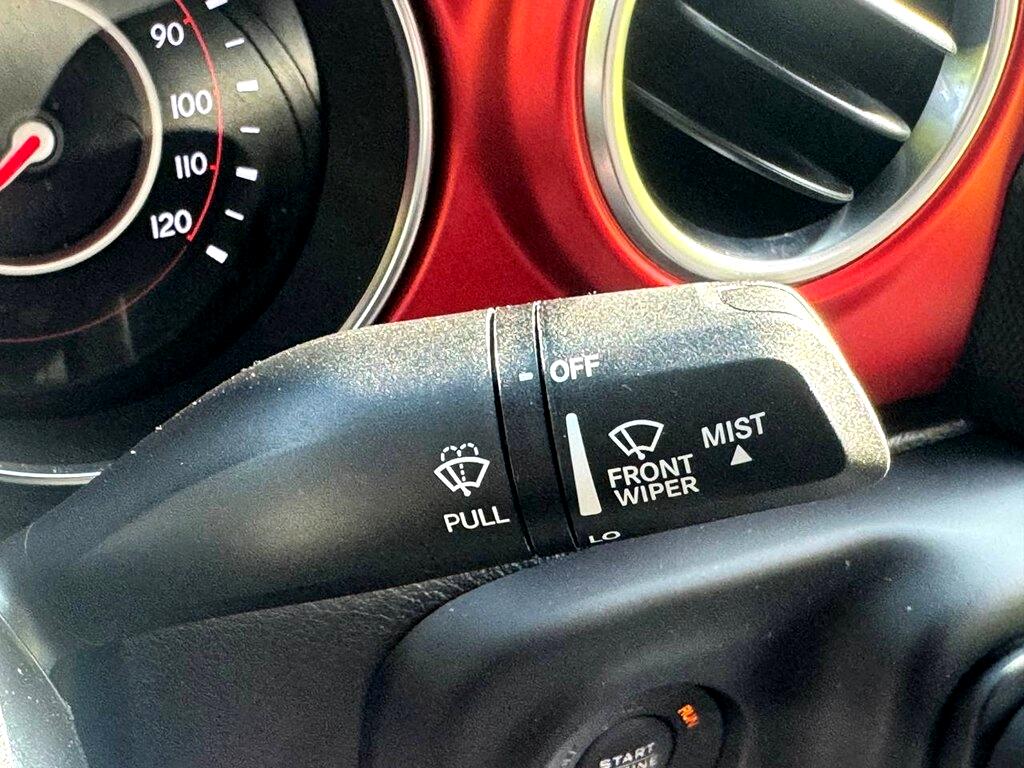 90
100
110
120
OFF
MIST
FRONT
WIPER
PULL
LO
RUN
START